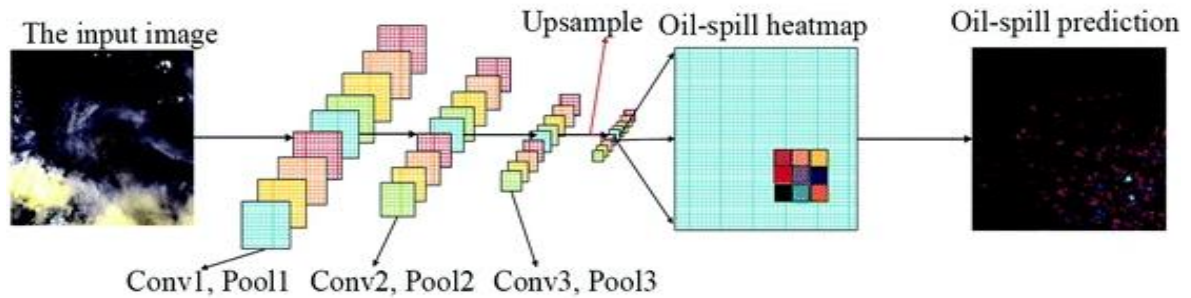 The input image
Upsample
Oil-spill heatmap
Oil-spill prediction
Conv1, Pool1
Conv2, Pool2
Conv3, Pool3